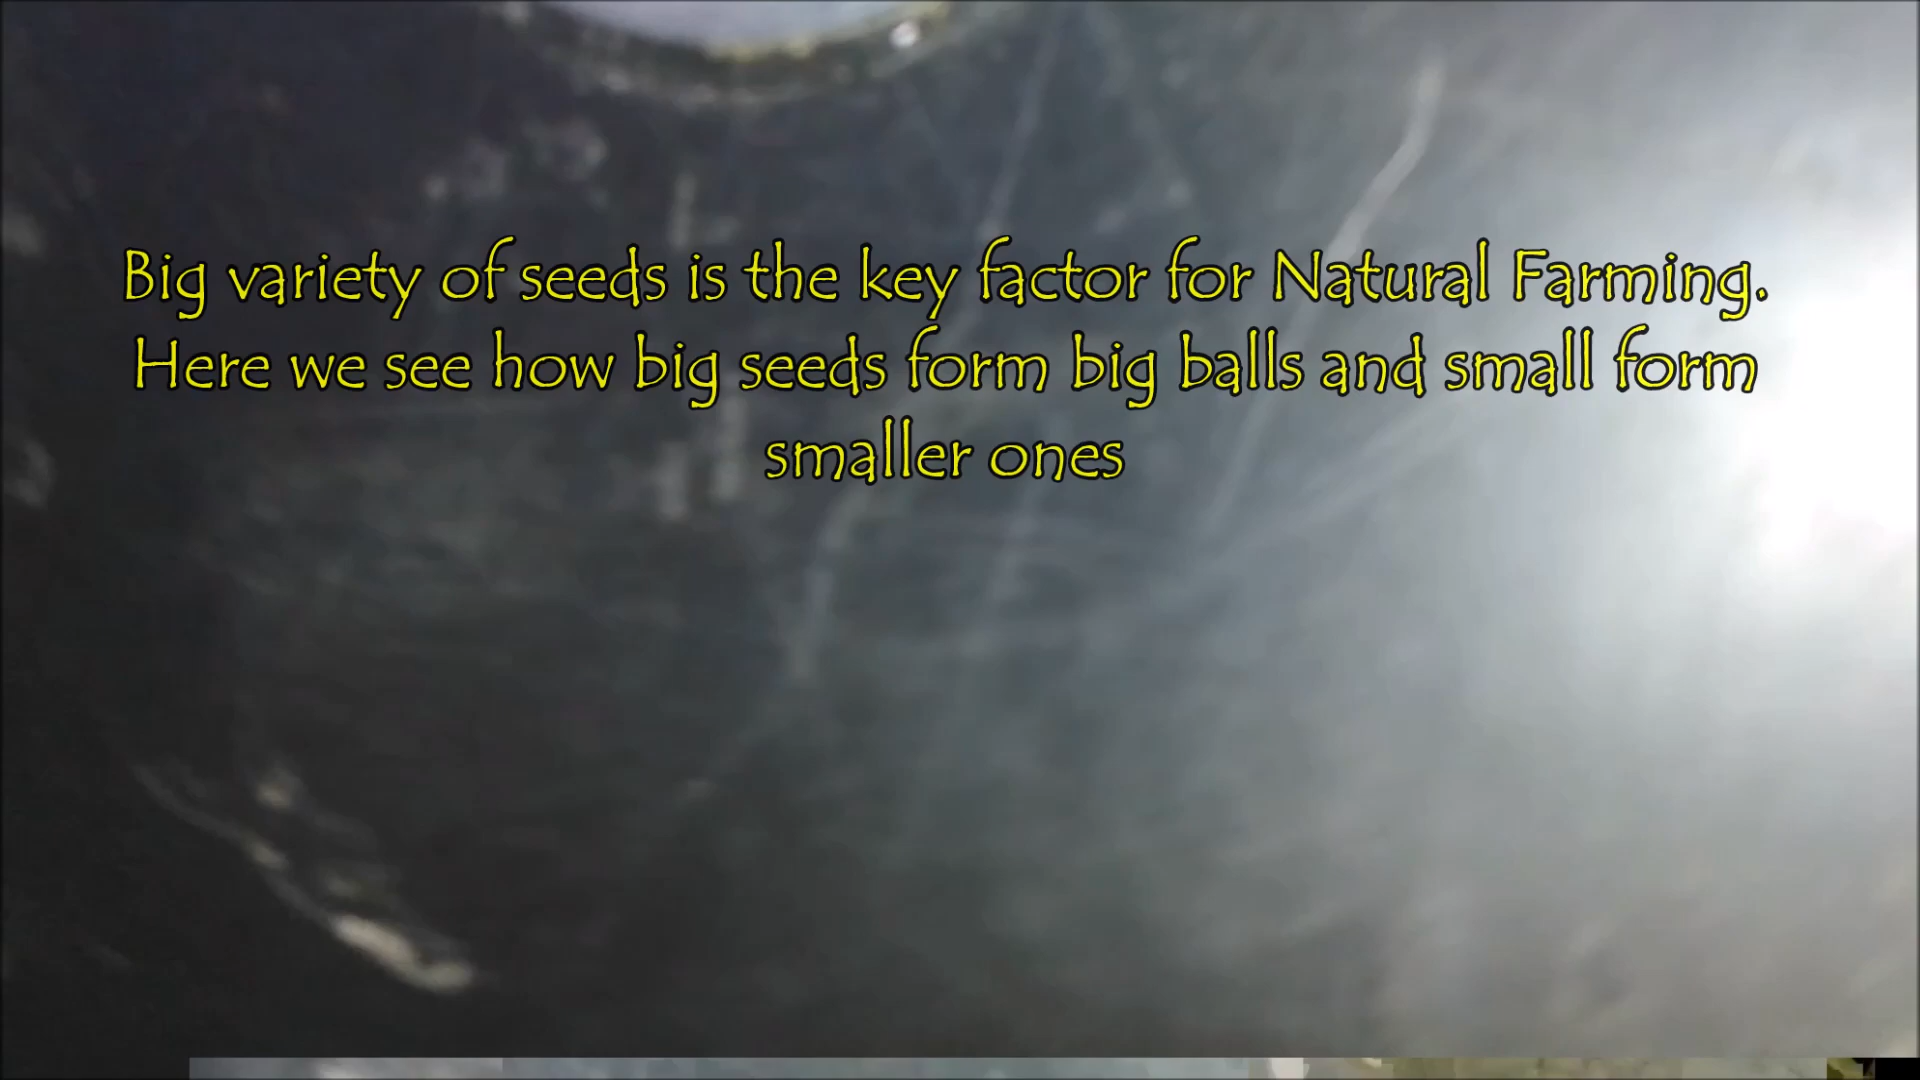 Big variety of seeds is the key factor for Natural Farming.
Here we see how big seeds form big balls and small form
smaller ones